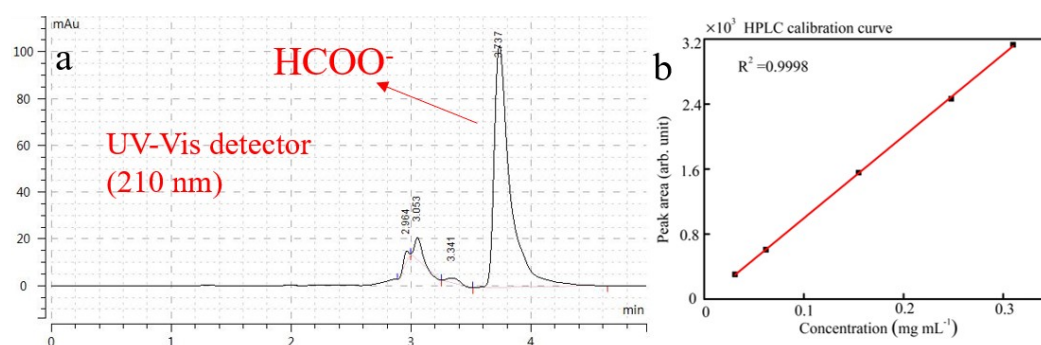 mAu
a
HCOO⁻
UV-Vis detector
(210 nm)
100
80
60
40
20
0
2.964
3.053
3.341
3.737
0
1
2
3
4
min
×10³ HPLC calibration curve
b
R² =0.9998
Peak area (arb. unit)
3.2
2.4
1.6
0.8
0.0
0
0.1
0.2
0.3
Concentration (mg mL⁻¹)